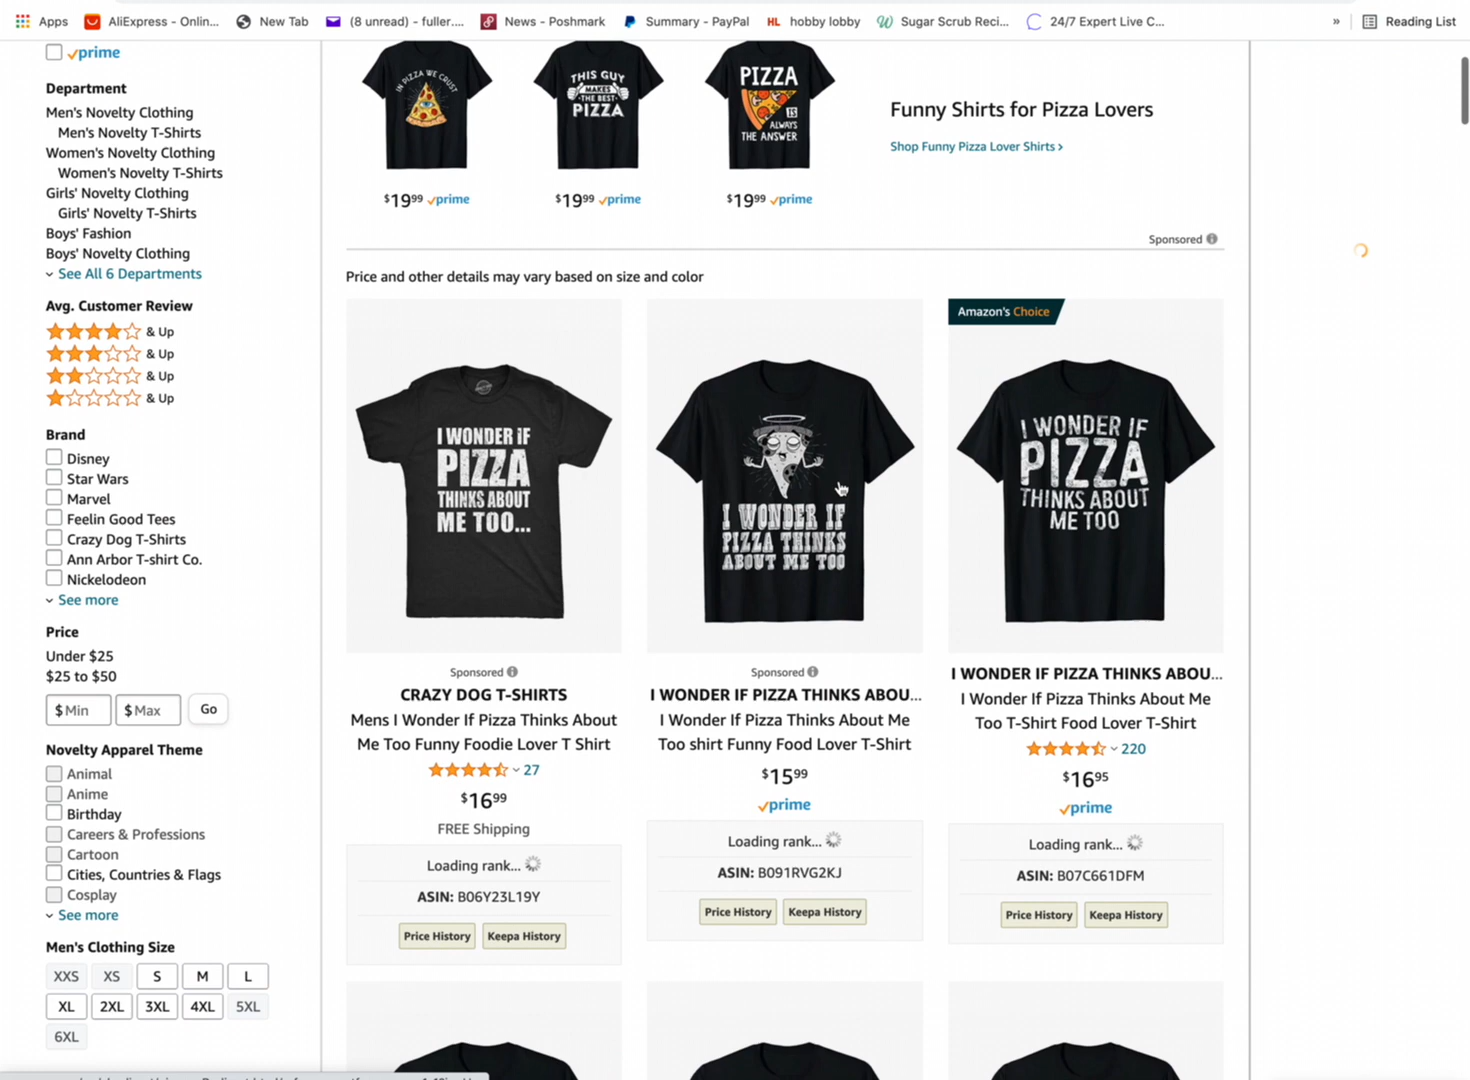 Apps
AliExpress - Onlin...
New Tab
(8 unread) - fuller....
News - Poshmark
Summary - PayPal
HL hobby lobby
Sugar Scrub Reci...
24/7 Expert Live C...
»
Reading List
prime
Department
Men's Novelty Clothing
Men's Novelty T-Shirts
Women's Novelty Clothing
Women's Novelty T-Shirts
Girls' Novelty Clothing
Girls' Novelty T-Shirts
Boys' Fashion
Boys' Novelty Clothing
See All 6 Departments
Avg. Customer Review
& Up
& Up
& Up
& Up
Brand
Disney
Star Wars
Marvel
Feelin Good Tees
Crazy Dog T-Shirts
Ann Arbor T-shirt Co.
Nickelodeon
See more
Price
Under $25
$25 to $50
$ Min
$ Max
Go
Novelty Apparel Theme
Animal
Anime
Birthday
Careers & Professions
Cartoon
Cities, Countries & Flags
Cosplay
See more
Men's Clothing Size
XXS XS S M L
XL 2XL 3XL 4XL 5XL
6XL
IN PIZZA WE CRUST
$19.99 prime
THIS GUY
MAKES
THE BEST
PIZZA
$19.99 prime
PIZZA
IS
ALWAYS
THE ANSWER
$19.99 prime
Funny Shirts for Pizza Lovers
Shop Funny Pizza Lover Shirts ›
Sponsored
Price and other details may vary based on size and color
I WONDER IF
PIZZA
THINKS ABOUT
ME TOO...
Sponsored
CRAZY DOG T-SHIRTS
Mens I Wonder If Pizza Thinks About
Me Too Funny Foodie Lover T Shirt
27
$16.99
FREE Shipping
Loading rank...
ASIN: B06Y23L19Y
Price History
Keepa History
I WONDER IF
PIZZA THINKS
ABOUT ME TOO
Sponsored
I WONDER IF PIZZA THINKS ABOU...
I Wonder If Pizza Thinks About Me
Too shirt Funny Food Lover T-Shirt
$15.99
prime
Loading rank...
ASIN: B091RVG2KJ
Price History
Keepa History
Amazon's Choice
I WONDER IF
PIZZA
THINKS ABOUT
ME TOO
I WONDER IF PIZZA THINKS ABOU...
I Wonder If Pizza Thinks About Me
Too T-Shirt Food Lover T-Shirt
220
$16.95
prime
Loading rank...
ASIN: B07C661DFM
Price History
Keepa History